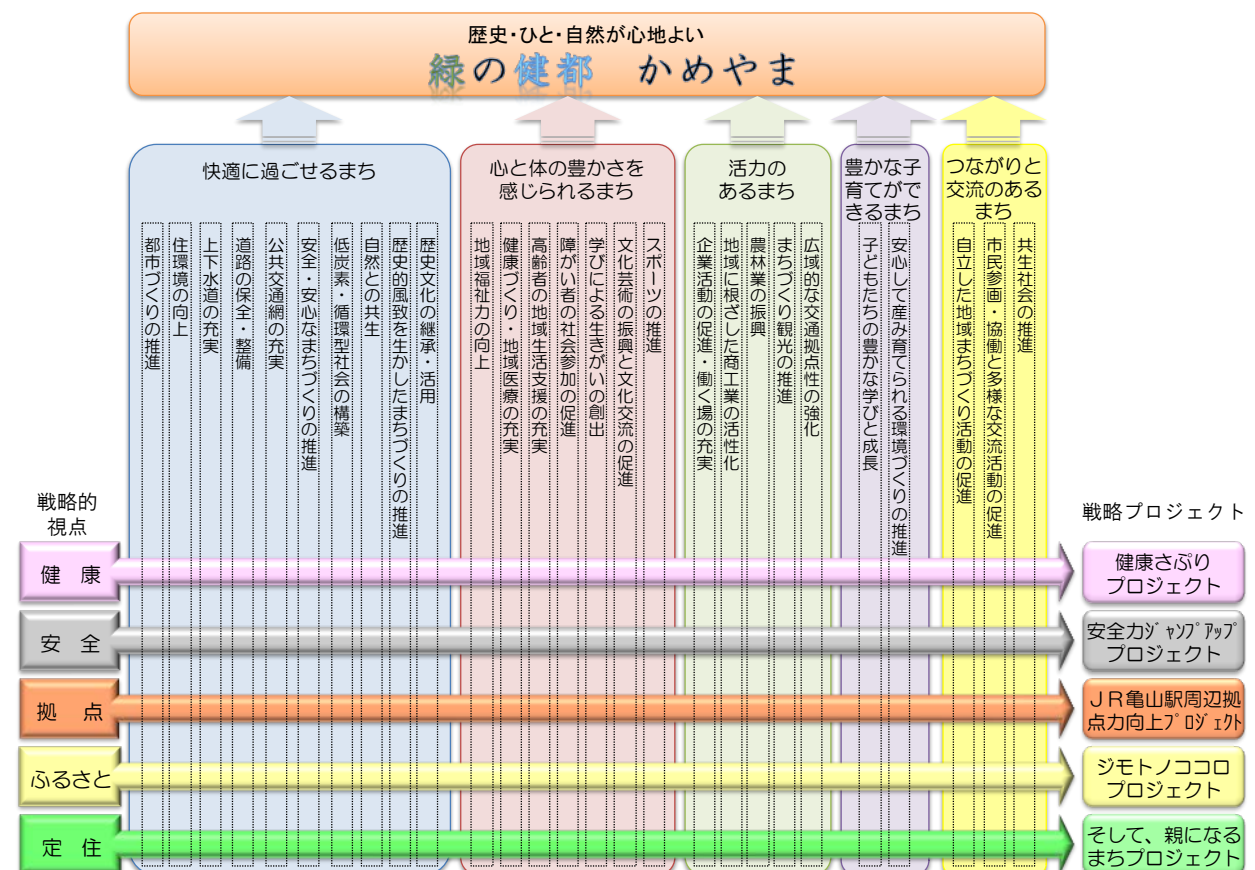 歴史・ひと・自然が心地よい
緑の健都 かめやま
快適に過ごせるまち
都市づくりの推進
住環境の向上
上下水道の充実
道路の保全・整備
公共交通網の充実
安全・安心なまちづくりの推進
低炭素・循環型社会の構築
自然との共生
歴史的風致を生かしたまちづくりの推進
歴史文化の継承・活用
心と体の豊かさを
感じられるまち
地域福祉力の向上
健康づくり・地域医療の充実
高齢者の地域生活支援の充実
障がい者の社会参加の促進
学びによる生きがいの創出
文化芸術の振興と文化交流の促進
スポーツの推進
活力の
あるまち
企業活動の促進・働く場の充実
地域に根ざした商工業の活性化
農林業の振興
まちづくり観光の推進
広域的な交通拠点性の強化
豊かな子
育てがで
きるまち
子どもたちの豊かな学びと成長
安心して産み育てられる環境づくりの推進
つながりと
交流のある
まち
自立した地域まちづくり活動の促進
市民参画・協働と多様な交流活動の促進
共生社会の推進
戦略的
視点
戦略プロジェクト
健 康
健康さぷり
プロジェクト
安 全
安全力ｼﾞｬﾝﾌﾟｱｯﾌﾟ
プロジェクト
拠 点
ＪＲ亀山駅周辺拠
点力向上ﾌﾟﾛｼﾞｪｸﾄ
ふるさと
ジモトノココロ
プロジェクト
定 住
そして、親になる
まちプロジェクト